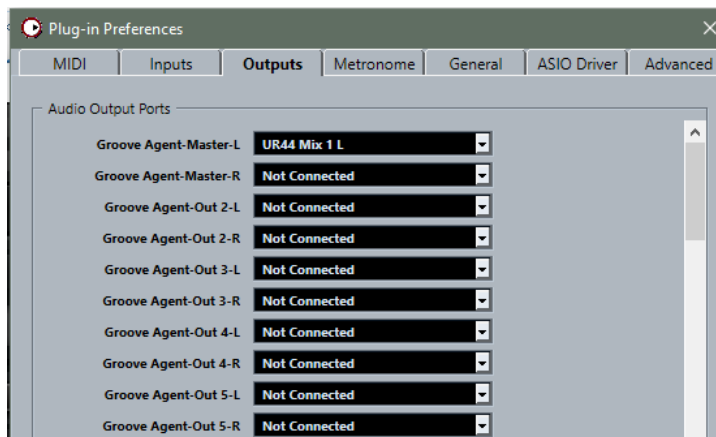 Plug-in Preferences
MIDI Inputs Outputs Metronome General ASIO Driver Advanced
Audio Output Ports
Groove Agent-Master-L UR44 Mix 1 L
Groove Agent-Master-R Not Connected
Groove Agent-Out 2-L Not Connected
Groove Agent-Out 2-R Not Connected
Groove Agent-Out 3-L Not Connected
Groove Agent-Out 3-R Not Connected
Groove Agent-Out 4-L Not Connected
Groove Agent-Out 4-R Not Connected
Groove Agent-Out 5-L Not Connected
Groove Agent-Out 5-R Not Connected